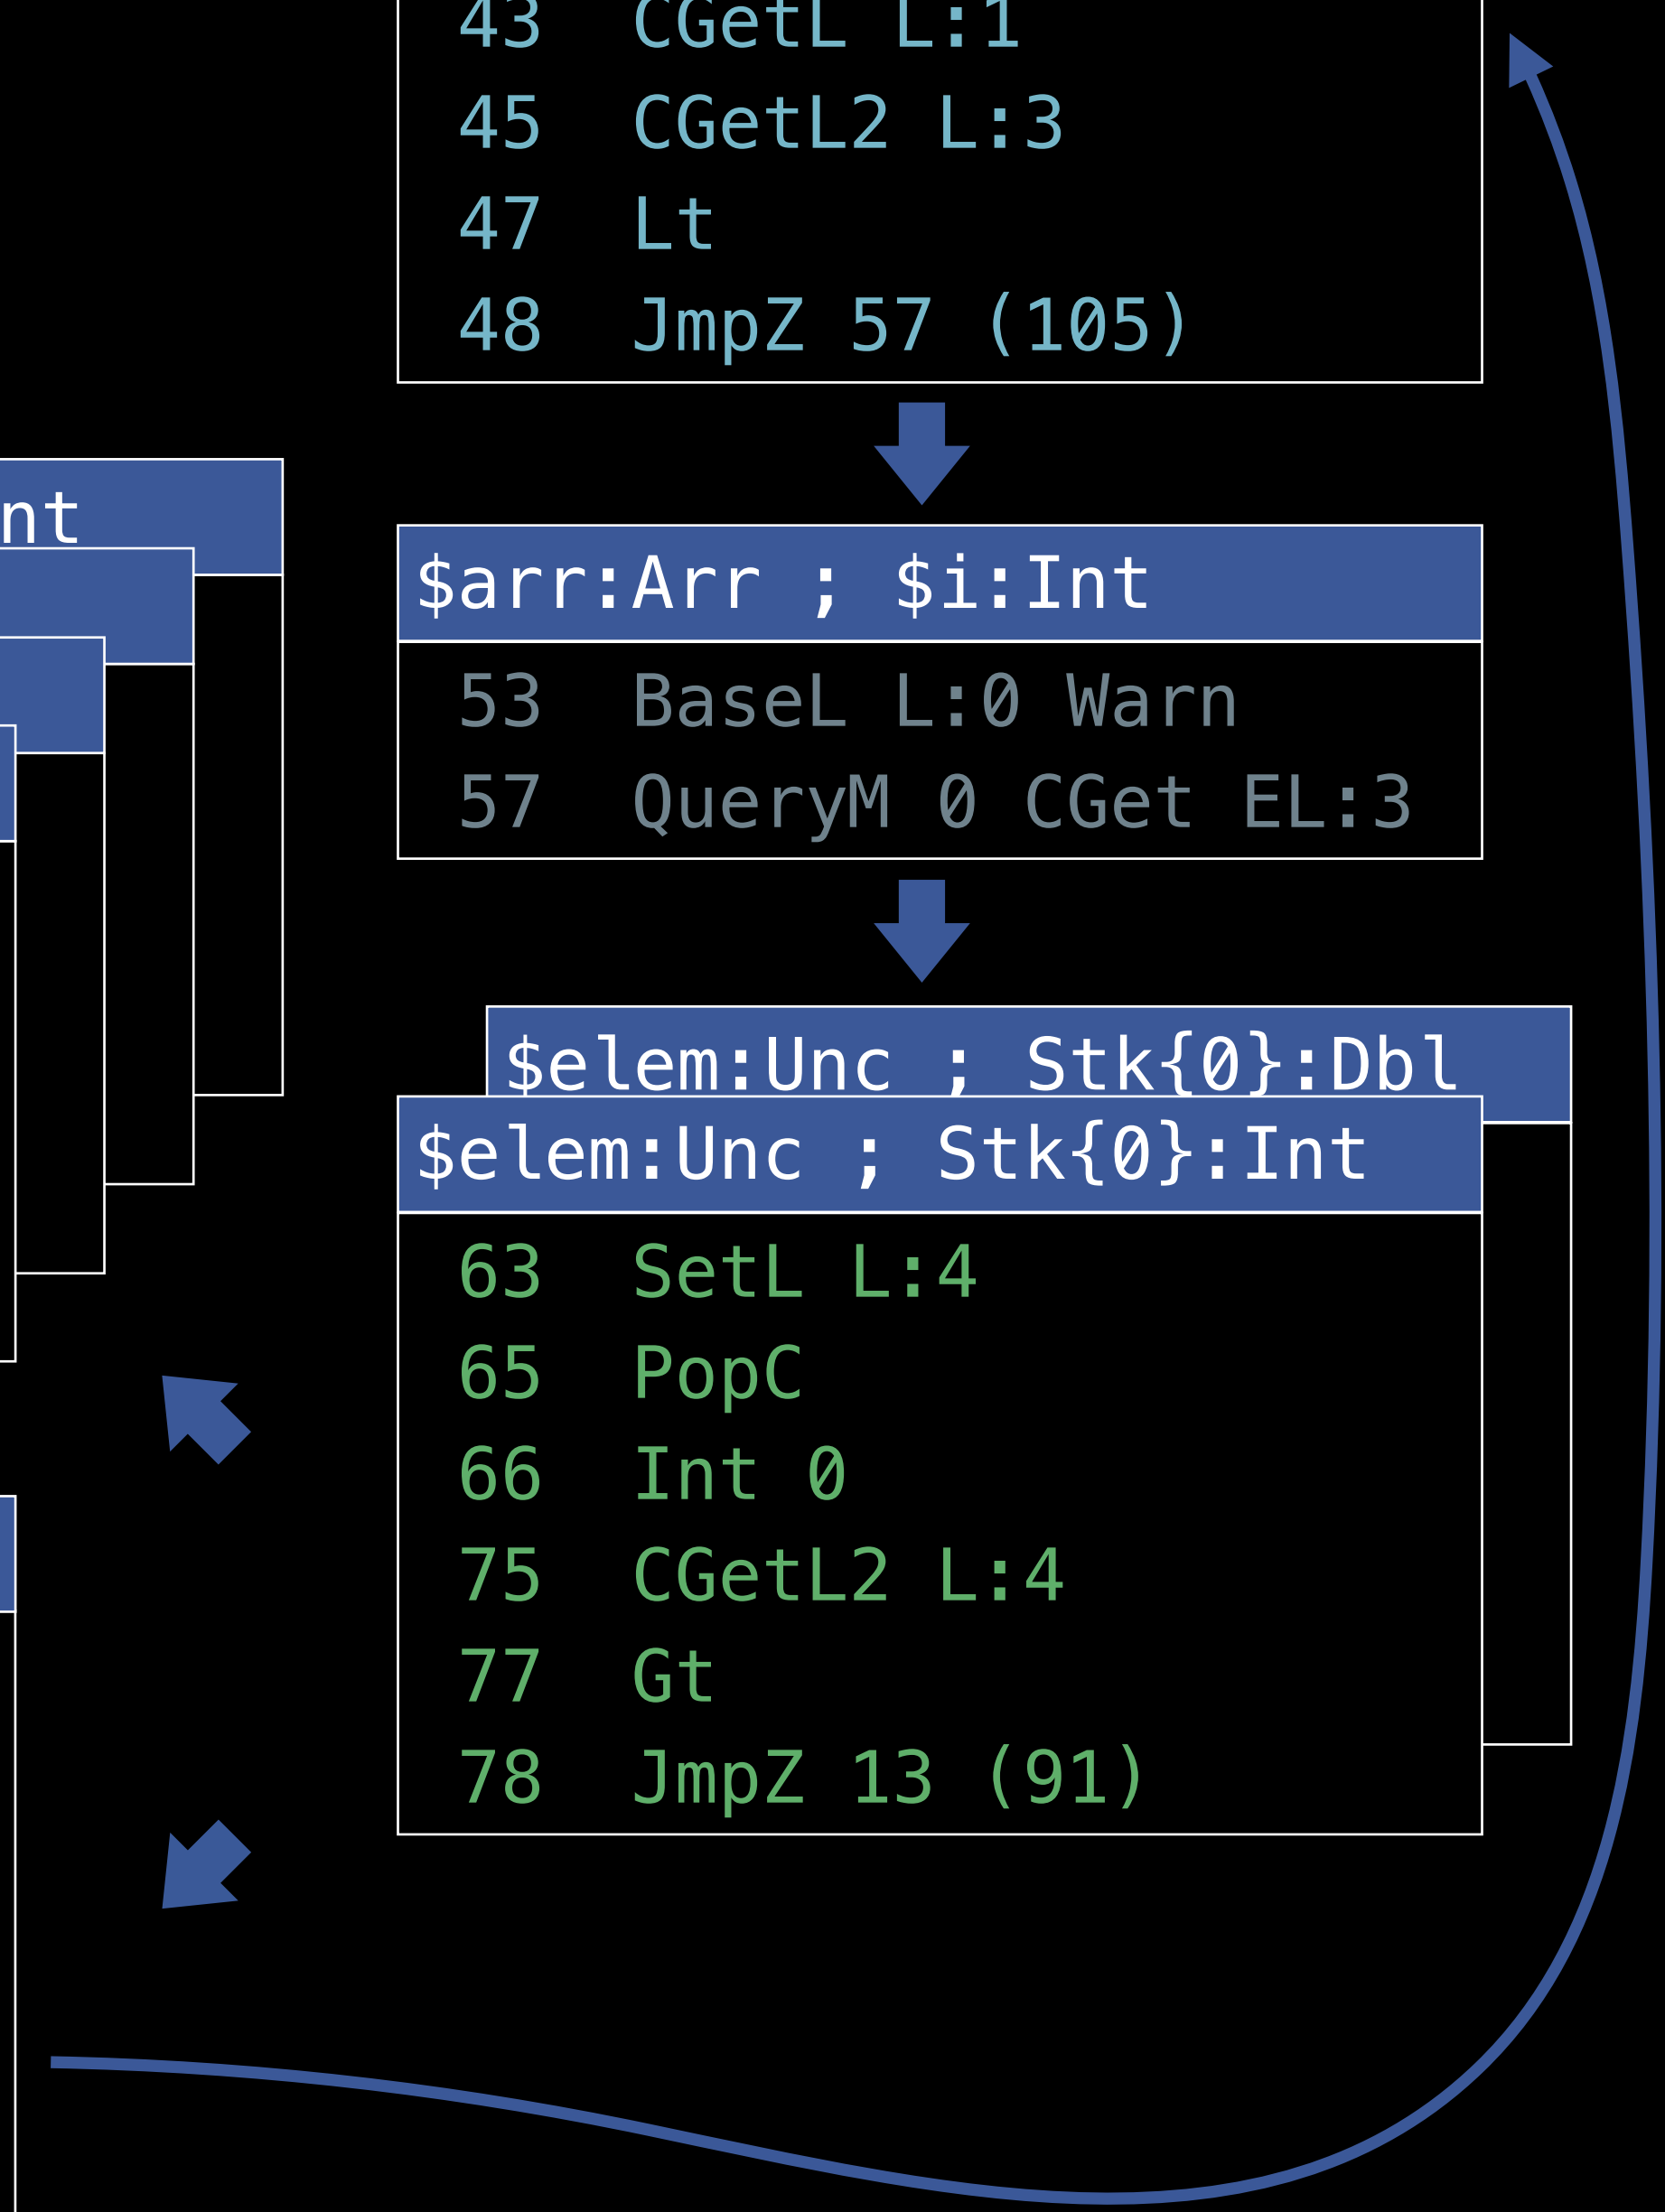 43 CGetL L:1
45 CGetL2 L:3
47 Lt
48 JmpZ 57 (105)
nt
$arr:Arr ; $i:Int
53 BaseL L:0 Warn
57 QueryM 0 CGet EL:3
$elem:Unc ; Stk{0}:Dbl
$elem:Unc ; Stk{0}:Int
63 SetL L:4
65 PopC
66 Int 0
75 CGetL2 L:4
77 Gt
78 JmpZ 13 (91)